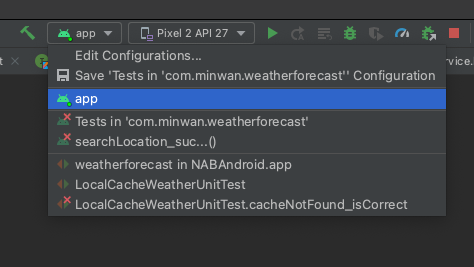 app
Pixel 2 API 27
Edit Configurations...
Save 'Tests in 'com.minwan.weatherforecast'' Configuration
t
ervice.
app
Tests in 'com.minwan.weatherforecast'
searchLocation_suc...()
weatherforecast in NABAndroid.app
LocalCacheWeatherUnitTest
LocalCacheWeatherUnitTest.cacheNotFound_isCorrect